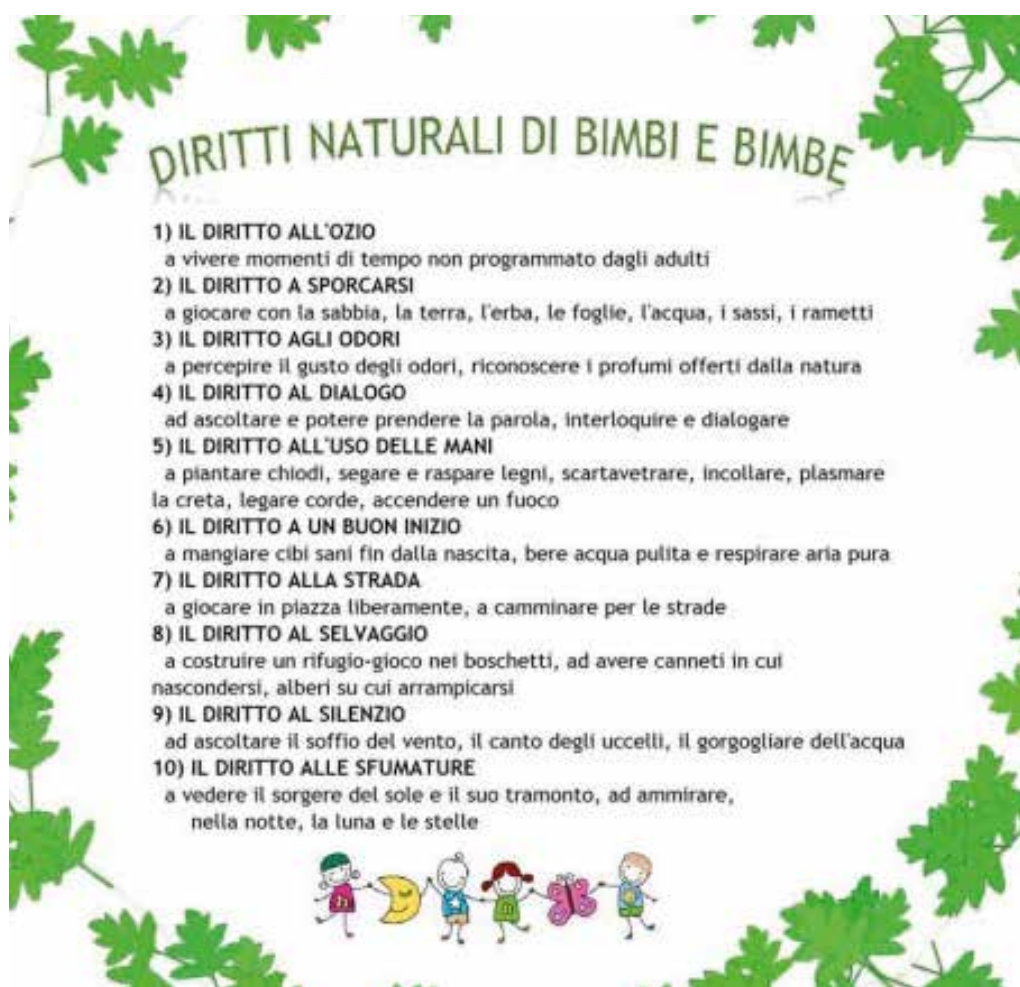 DIRITTI NATURALI DI BIMBI E BIMBE
1) IL DIRITTO ALL'OZIO
a vivere momenti di tempo non programmato dagli adulti
2) IL DIRITTO A SPORCARSI
a giocare con la sabbia, la terra, l'erba, le foglie, l'acqua, i sassi, i rametti
3) IL DIRITTO AGLI ODORI
a percepire il gusto degli odori, riconoscere i profumi offerti dalla natura
4) IL DIRITTO AL DIALOGO
ad ascoltare e potere prendere la parola, interloquire e dialogare
5) IL DIRITTO ALL'USO DELLE MANI
a piantare chiodi, segare e raspare legni, scartavetrare, incollare, plasmare
la creta, legare corde, accendere un fuoco
6) IL DIRITTO A UN BUON INIZIO
a mangiare cibi sani fin dalla nascita, bere acqua pulita e respirare aria pura
7) IL DIRITTO ALLA STRADA
a giocare in piazza liberamente, a camminare per le strade
8) IL DIRITTO AL SELVAGGIO
a costruire un rifugio-gioco nei boschetti, ad avere canneti in cui
nascondersi, alberi su cui arrampicarsi
9) IL DIRITTO AL SILENZIO
ad ascoltare il soffio del vento, il canto degli uccelli, il gorgogliare dell'acqua
10) IL DIRITTO ALLE SFUMATURE
a vedere il sorgere del sole e il suo tramonto, ad ammirare,
nella notte, la luna e le stelle